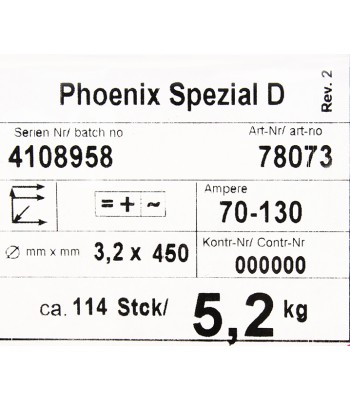 Phoenix Spezial D
Rev. 2
Serien Nr/ batch no
Art-Nr/ art-no
4108958
78073
= + ~
Ampere
70-130
Ø mm x mm 3,2 x 450
Kontr-Nr/ Contr-Nr
000000
ca. 114 Stck/ 5,2 kg